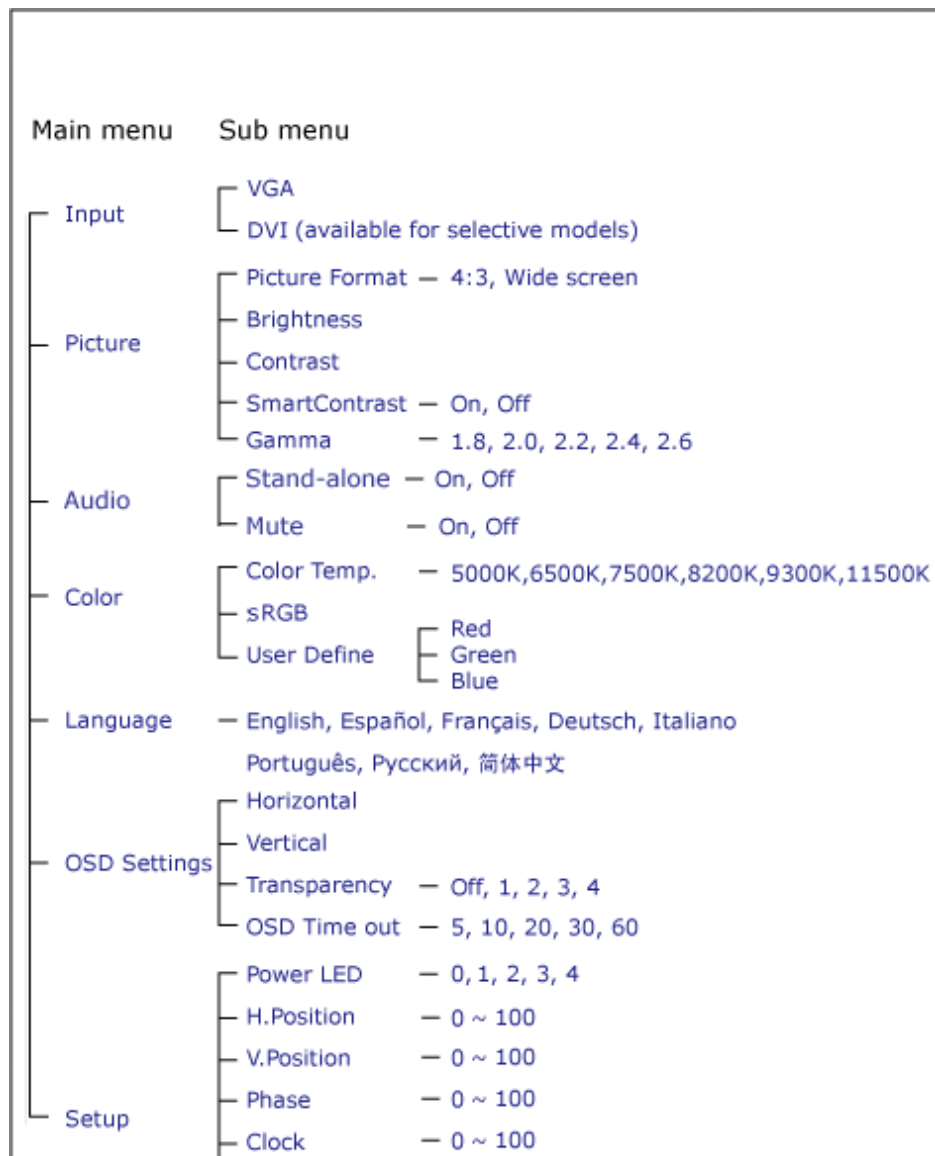 Main menu Sub menu
Input
VGA
DVI (available for selective models)
Picture
Picture Format — 4:3, Wide screen
Brightness
Contrast
SmartContrast — On, Off
Gamma — 1.8, 2.0, 2.2, 2.4, 2.6
Audio
Stand-alone — On, Off
Mute — On, Off
Color
Color Temp. — 5000K,6500K,7500K,8200K,9300K,11500K
sRGB
User Define
Red
Green
Blue
Language — English, Español, Français, Deutsch, Italiano
Português, Русский, 简体中文
OSD Settings
Horizontal
Vertical
Transparency — Off, 1, 2, 3, 4
OSD Time out — 5, 10, 20, 30, 60
Setup
Power LED — 0, 1, 2, 3, 4
H.Position — 0 ~ 100
V.Position — 0 ~ 100
Phase — 0 ~ 100
Clock — 0 ~ 100